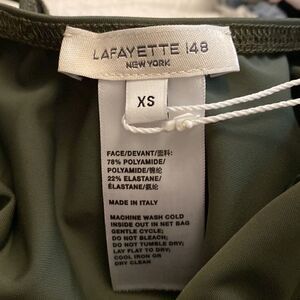 LAFAYETTE 148
NEW YORK
XS
FACE/DEVANT/面料:
78% POLYAMIDE/
POLYAMIDE/锦纶
22% ELASTANE/
ÉLASTANE/氨纶
MADE IN ITALY
MACHINE WASH COLD
INSIDE OUT IN NET BAG
GENTLE CYCLE;
DO NOT BLEACH;
DO NOT TUMBLE DRY;
LAY FLAT TO DRY;
COOL IRON OR
DRY CLEAN